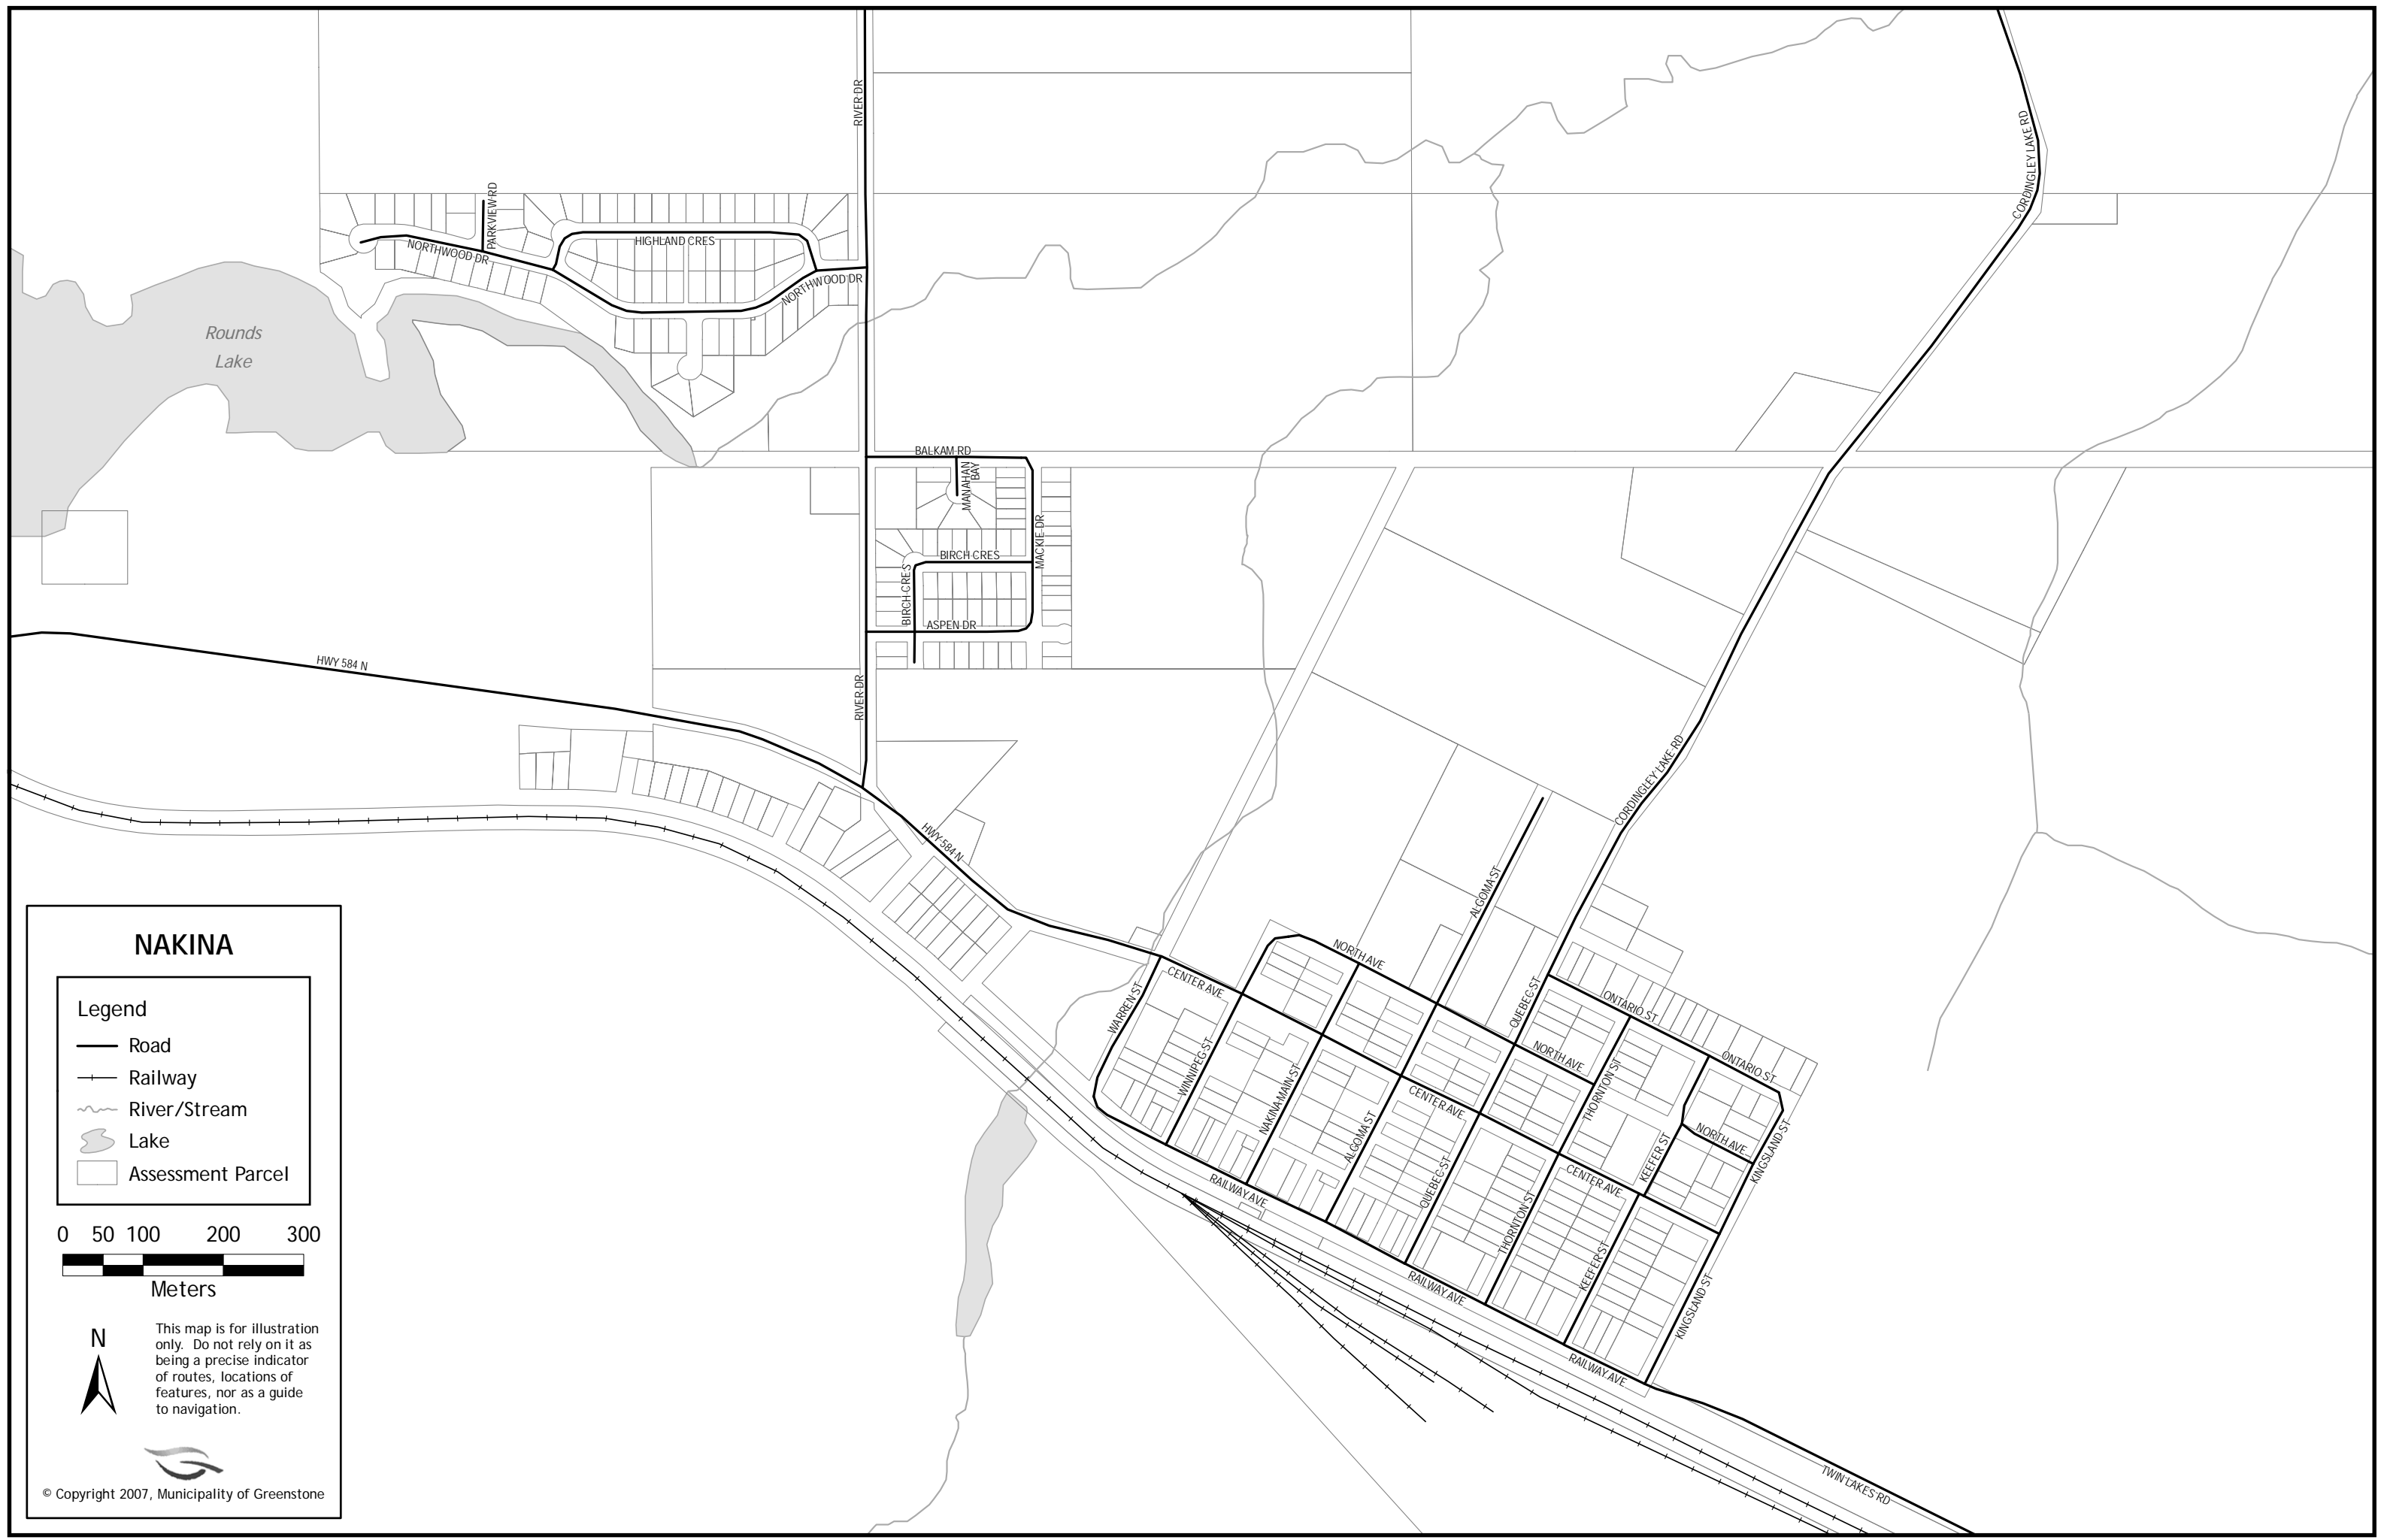 RIVER DR
CORDINGLEY LAKE RD
PARKVIEW RD
NORTHWOOD DR
HIGHLAND CRES
NORTHWOOD DR
Rounds
Lake
BALKAM RD
MANAHAN
BAY
MACKIE DR
BIRCH CRES
BIRCH CRES
ASPEN DR
HWY 584 N
RIVER DR
CORDINGLEY LAKE RD
HWY 584 N
ALGOMA ST
NORTH AVE
CENTER AVE
WARREN ST
QUEBEC ST
ONTARIO ST
NORTH AVE
ONTARIO ST
WINNIPEG ST
NAKINA MAIN ST
THORNTON ST
CENTER AVE
ALGOMA ST
NORTH AVE
KEEFER ST
KINGSLAND ST
QUEBEC ST
CENTER AVE
RAILWAY AVE
THORNTON ST
KEEFER ST
RAILWAY AVE
KINGSLAND ST
RAILWAY AVE
TWIN LAKES RD
NAKINA
Legend
Road
Railway
River/Stream
Lake
Assessment Parcel
0 50 100 200 300
Meters
N
This map is for illustration
only. Do not rely on it as
being a precise indicator
of routes, locations of
features, nor as a guide
to navigation.
© Copyright 2007, Municipality of Greenstone